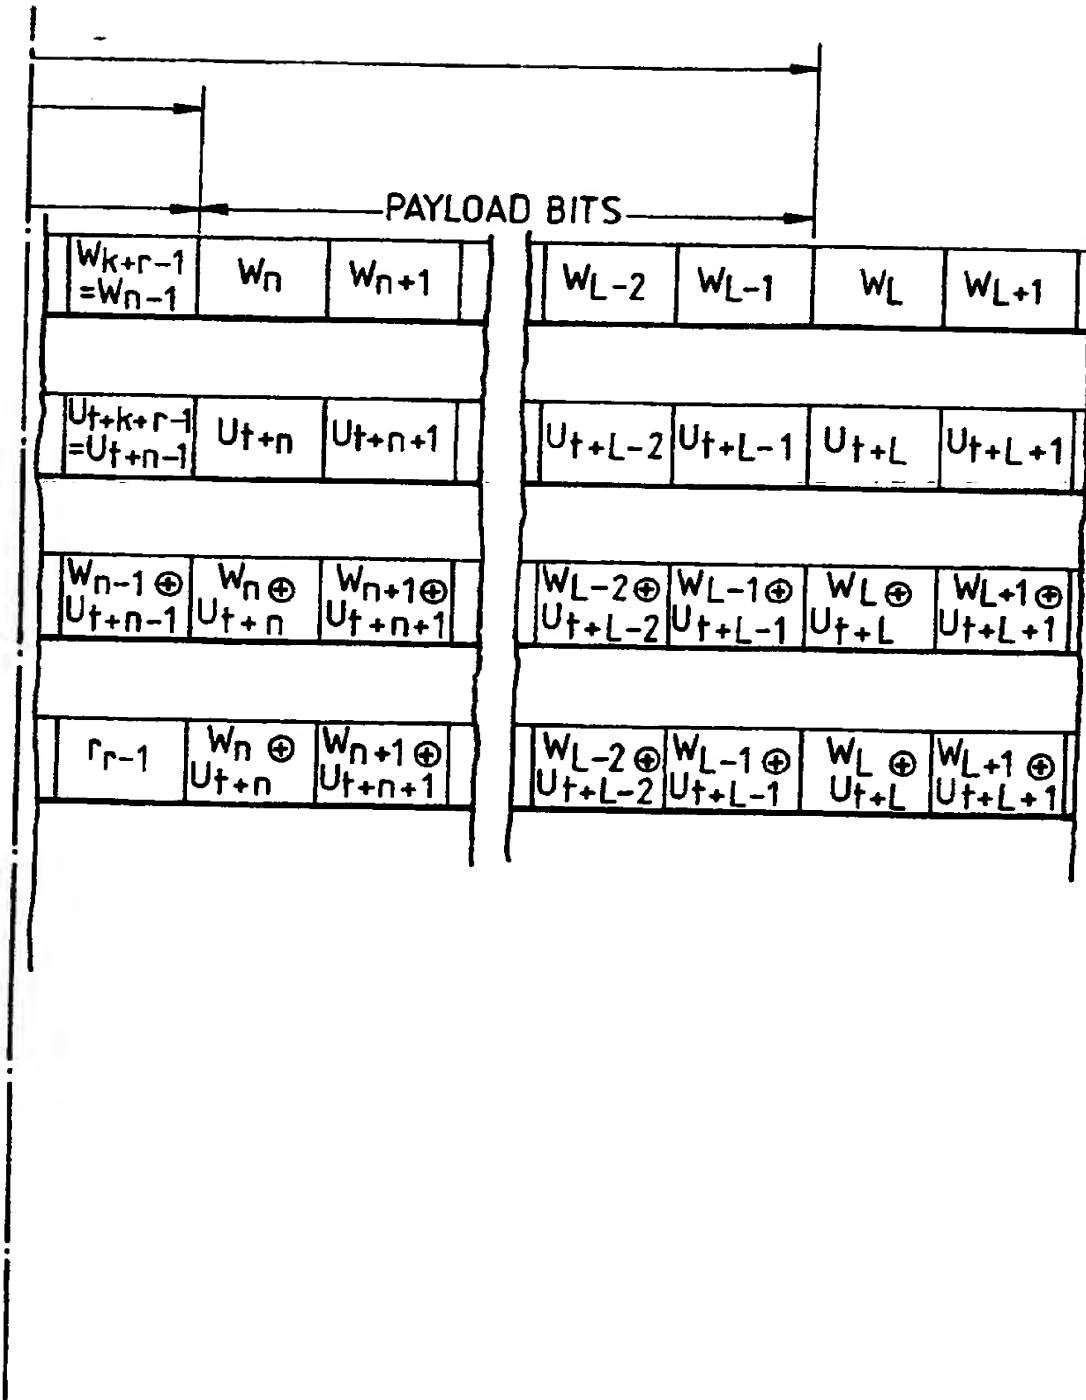 PAYLOAD BITS
Wk+r-1 Wn Wn+1 WL-2 WL-1 WL WL+1
=Wn-1
Ut+k+r-1 Ut+n Ut+n+1 Ut+L-2 Ut+L-1 Ut+L Ut+L+1
=Ut+n-1
Wn-1 ⊕ Wn ⊕ Wn+1 ⊕ WL-2 ⊕ WL-1 ⊕ WL ⊕ WL+1 ⊕
Ut+n-1 Ut+n Ut+n+1 Ut+L-2 Ut+L-1 Ut+L Ut+L+1
rr-1 Wn ⊕ Wn+1 ⊕ WL-2 ⊕ WL-1 ⊕ WL ⊕ WL+1 ⊕
Ut+n Ut+n+1 Ut+L-2 Ut+L-1 Ut+L Ut+L+1